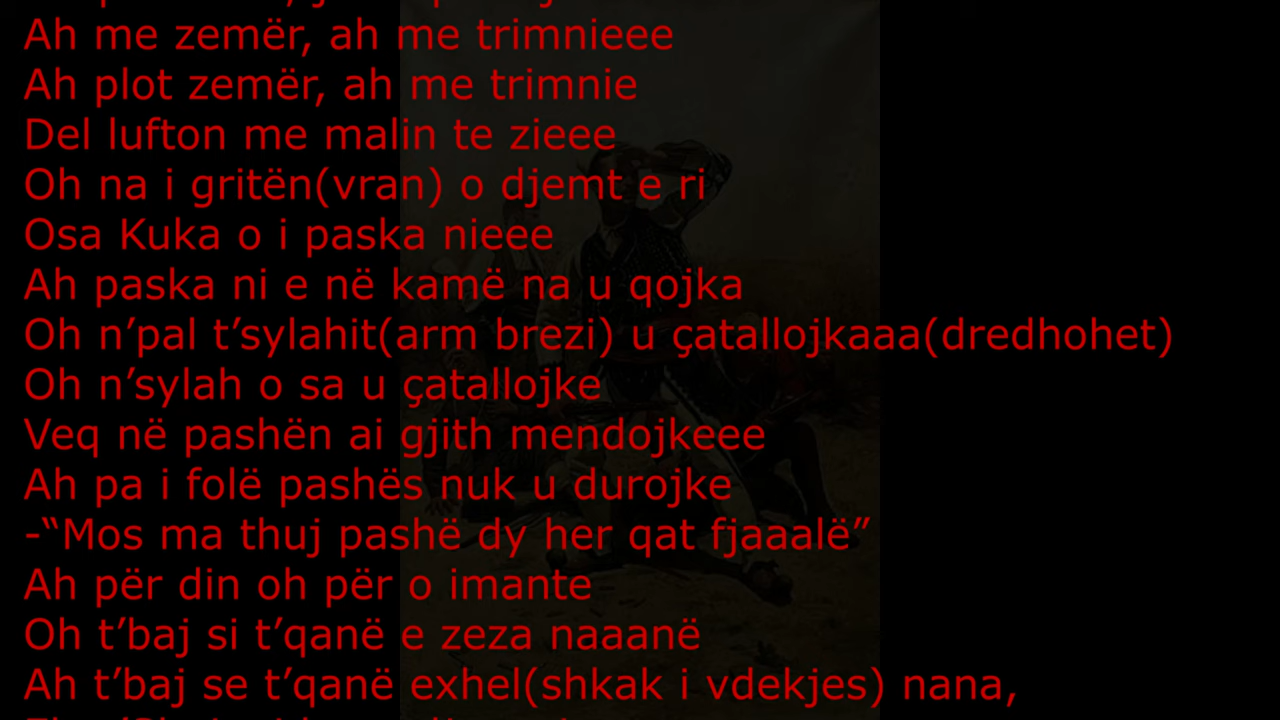 Ah me zemër, ah me trimnieee
Ah plot zemër, ah me trimnie
Del lufton me malin te zieee
Oh na i gritën(vran) o djemt e ri
Osa Kuka o i paska nieee
Ah paska ni e në kamë na u qojka
Oh n’pal t’sylahit(arm brezi) u çatallojkaaa(dredhohet)
Oh n’sylah o sa u çatallojke
Veq në pashën ai gjith mendojkeee
Ah pa i folë pashës nuk u durojke
-“Mos ma thuj pashë dy her qat fjaaalë”
Ah për din oh për o imante
Oh t’baj si t’qanë e zeza naaanë
Ah t’baj se t’qanë exhel(shkak i vdekjes) nana,